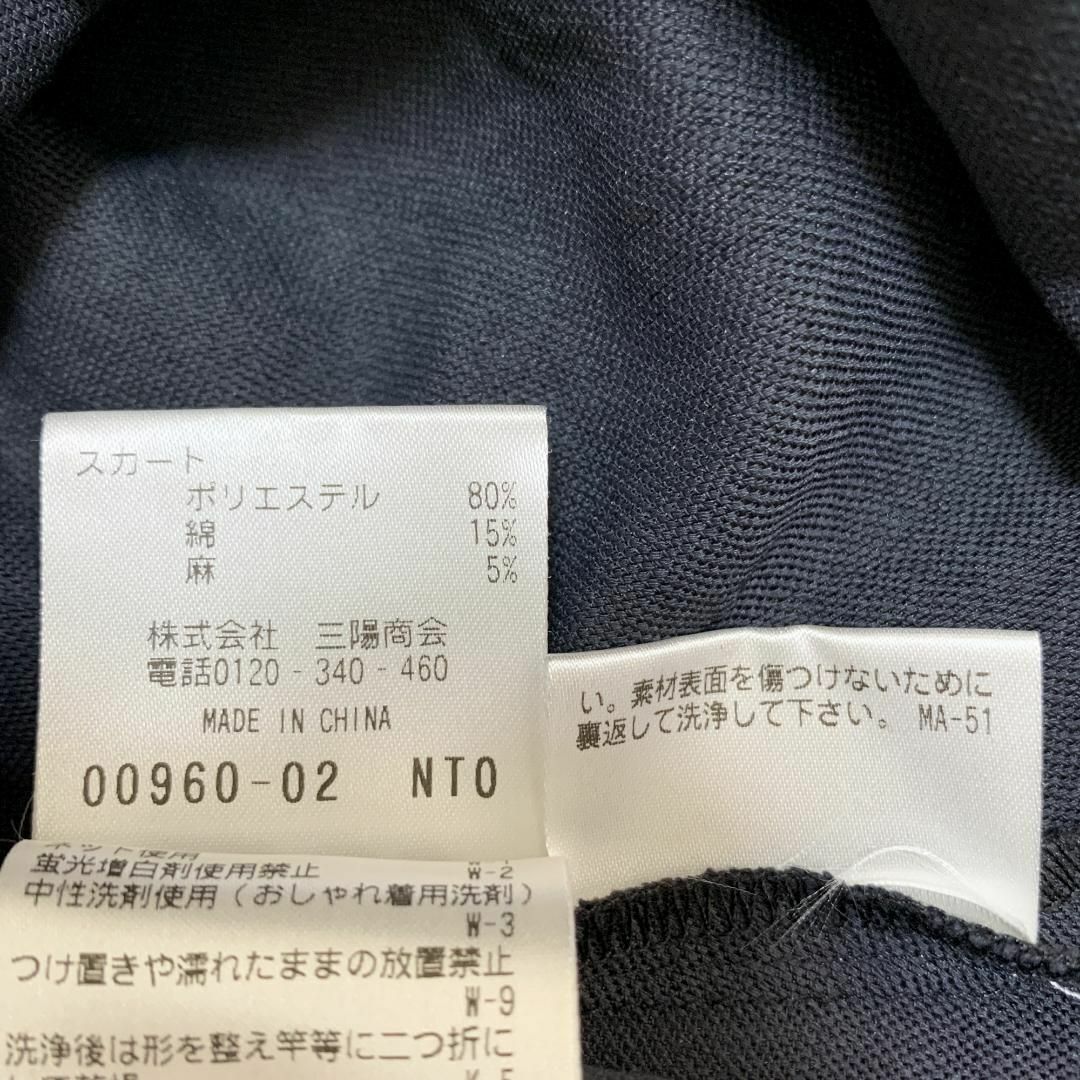 スカート
ポリエステル 80%
綿 15%
麻 5%
株式会社 三陽商会
電話0120-340-460
MADE IN CHINA
00960-02 NTO
い。素材表面を傷つけないために
裏返して洗浄して下さい。 MA-51
ネット使用
蛍光増白剤使用禁止 W-2
中性洗剤使用(おしゃれ着用洗剤)
W-3
つけ置きや濡れたままの放置禁止
W-9
洗浄後は形を整え竿等に二つ折に